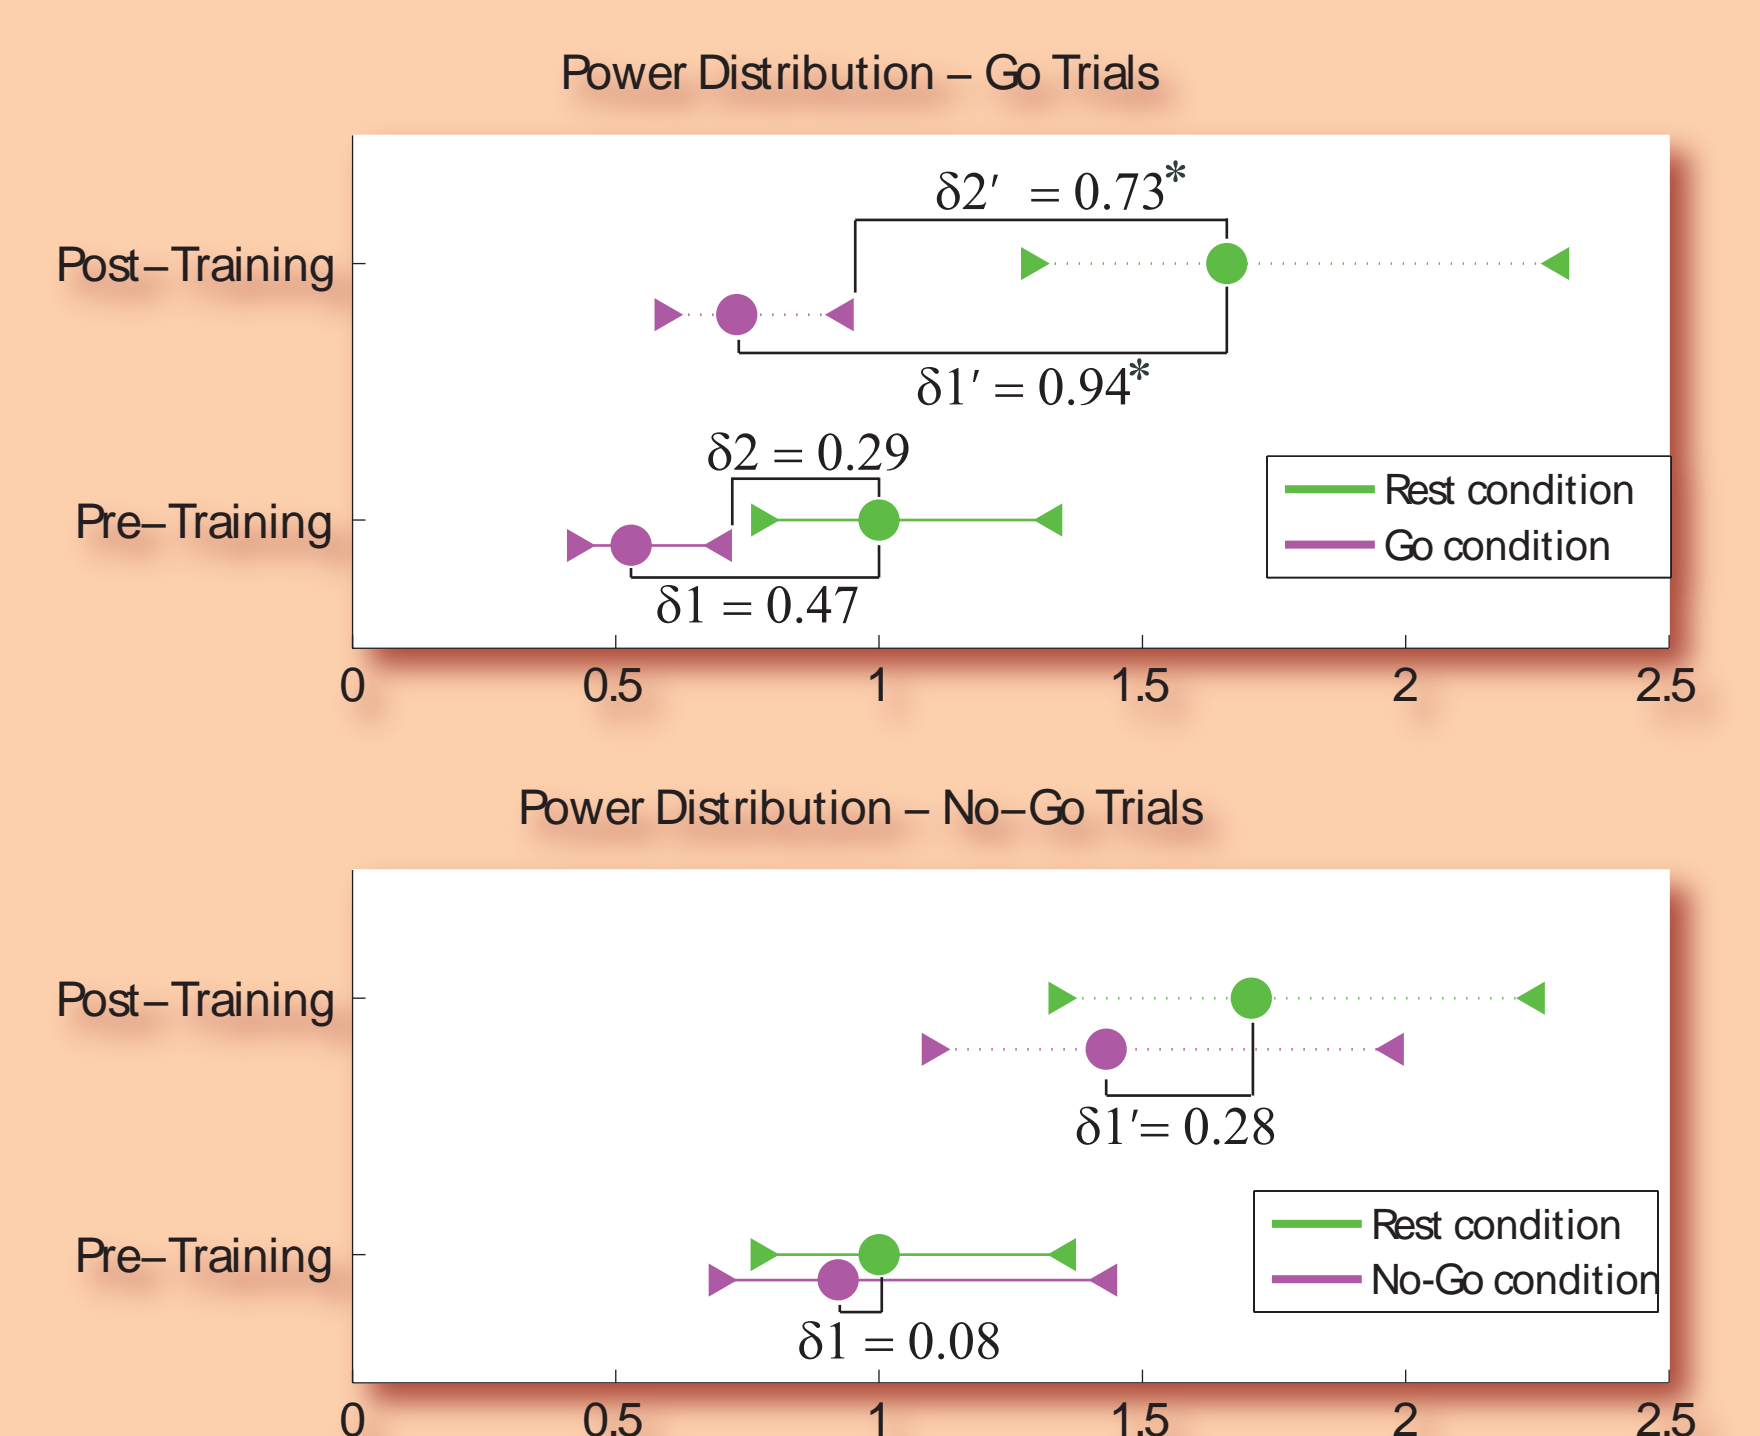 Power Distribution – Go Trials
δ2′ = 0.73*
Post–Training
δ1′ = 0.94*
δ2 = 0.29
Rest condition
Pre–Training
Go condition
δ1 = 0.47
0 0.5 1 1.5 2 2.5
Power Distribution – No–Go Trials
Post–Training
δ1′= 0.28
Rest condition
Pre–Training
No-Go condition
δ1 = 0.08
0 0.5 1 1.5 2 2.5